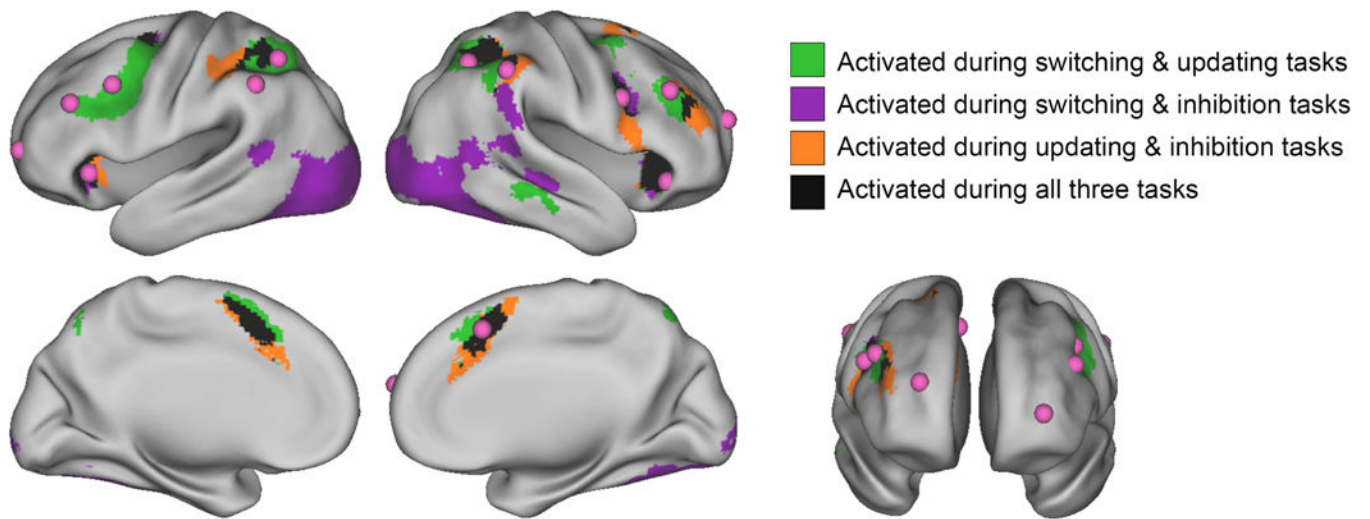 Activated during switching & updating tasks
Activated during switching & inhibition tasks
Activated during updating & inhibition tasks
Activated during all three tasks